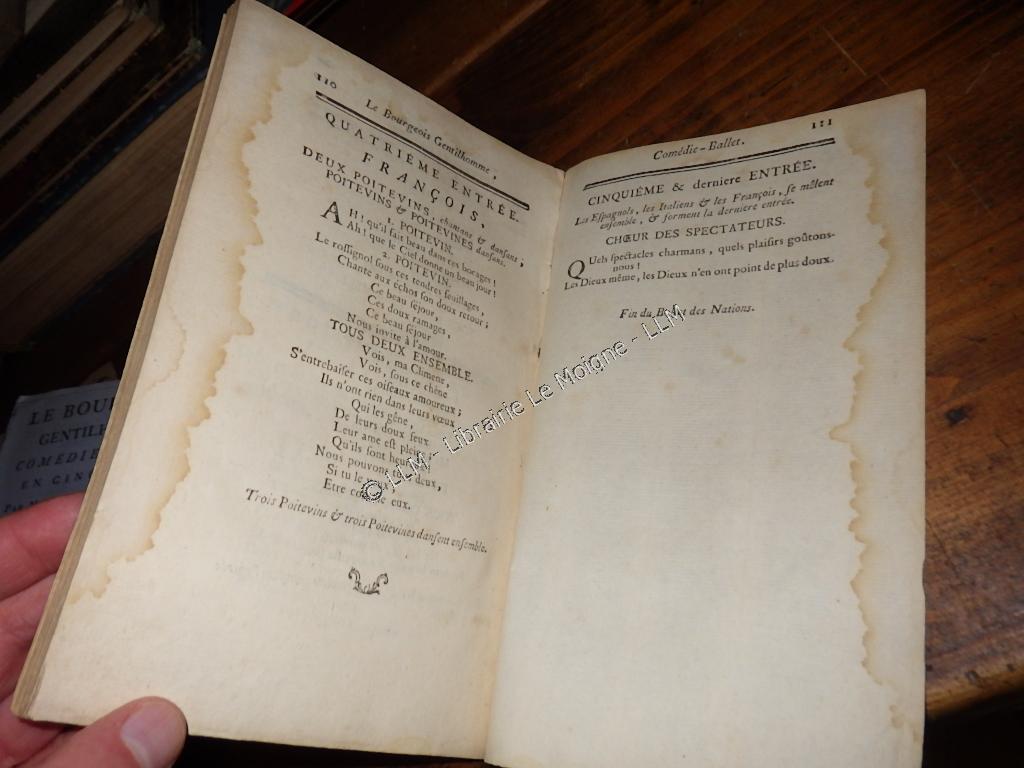 110
Le Bourgeois Gentilhomme,
QUATRIÉME ENTRÉE.
FRANÇOIS,
DEUX POITEVINS, chantans & dansans ;
POITEVINS & POITEVINES dansans.
1. POITEVIN.
AH! qu'il fait beau dans ces bocages !
Ah ! que le Ciel donne un beau jour !
2. POITEVIN.
Le rossignol sous ces tendres feuillages,
Chante aux échos son doux retour ;
Ce beau séjour,
Ces doux ramages,
Ce beau séjour
Nous invite à l'amour.
TOUS DEUX ENSEMBLE.
Vois, ma Climene,
Vois, sous ce chêne
S'entrebaiser ces oiseaux amoureux ;
Ils n'ont rien dans leurs vœux
Qui les gêne,
De leurs doux feux
Leur ame est pleine,
Qu'ils sont heureux
Nous pouvons deux,
Si tu le
Etre comme eux.
Trois Poitevins & trois Poitevines dansent ensemble.
111
Comédie-Ballet.
CINQUIÉME & derniere ENTRÉE.
Les Espagnols, les Italiens & les François, se mêlent
ensemble, & forment la derniere entrée.
CHŒUR DES SPECTATEURS.
QUels spectacles charmans, quels plaisirs goûtons-
nous !
Les Dieux même, les Dieux n'en ont point de plus doux.
Fin du Ballet des Nations.
LE BOUR
GENTILH
COMÉDIE
EN CINQ
© LLM - Librairie Le Moigne - LLM